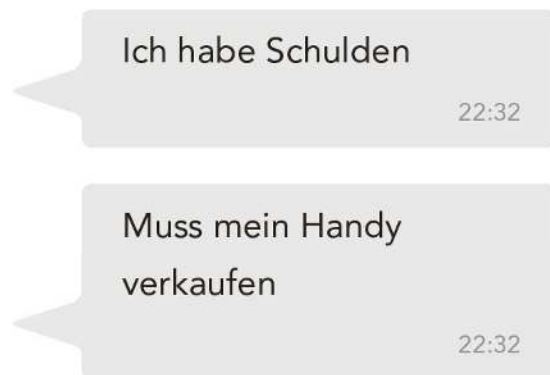 Ich habe Schulden
22:32
Muss mein Handy
verkaufen
22:32